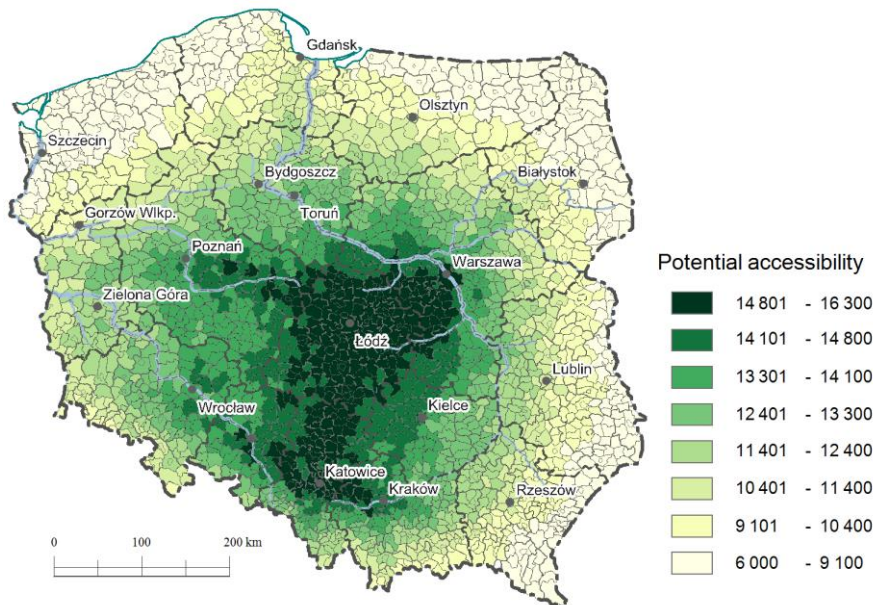 Gdańsk
Olsztyn
Szczecin
Bydgoszcz
Białystok
Toruń
Gorzów Wlkp.
Poznań
Warszawa
Zielona Góra
Łódź
Lublin
Wrocław
Kielce
Katowice
Kraków
Rzeszów
0 100 200 km
Potential accessibility
14 801 - 16 300
14 101 - 14 800
13 301 - 14 100
12 401 - 13 300
11 401 - 12 400
10 401 - 11 400
9 101 - 10 400
6 000 - 9 100